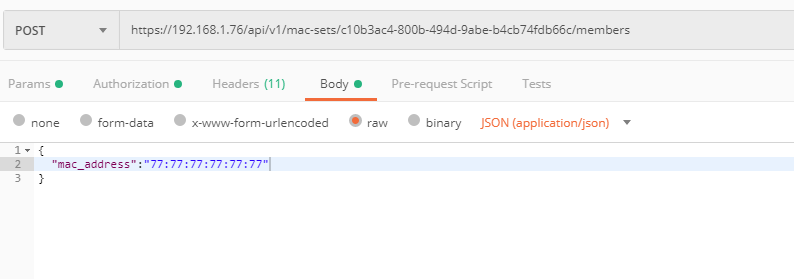 POST https://192.168.1.76/api/v1/mac-sets/c10b3ac4-800b-494d-9abe-b4cb74fdb66c/members
Params Authorization Headers (11) Body Pre-request Script Tests
none form-data x-www-form-urlencoded raw binary JSON (application/json)
1 {
2 "mac_address":"77:77:77:77:77:77"
3 }